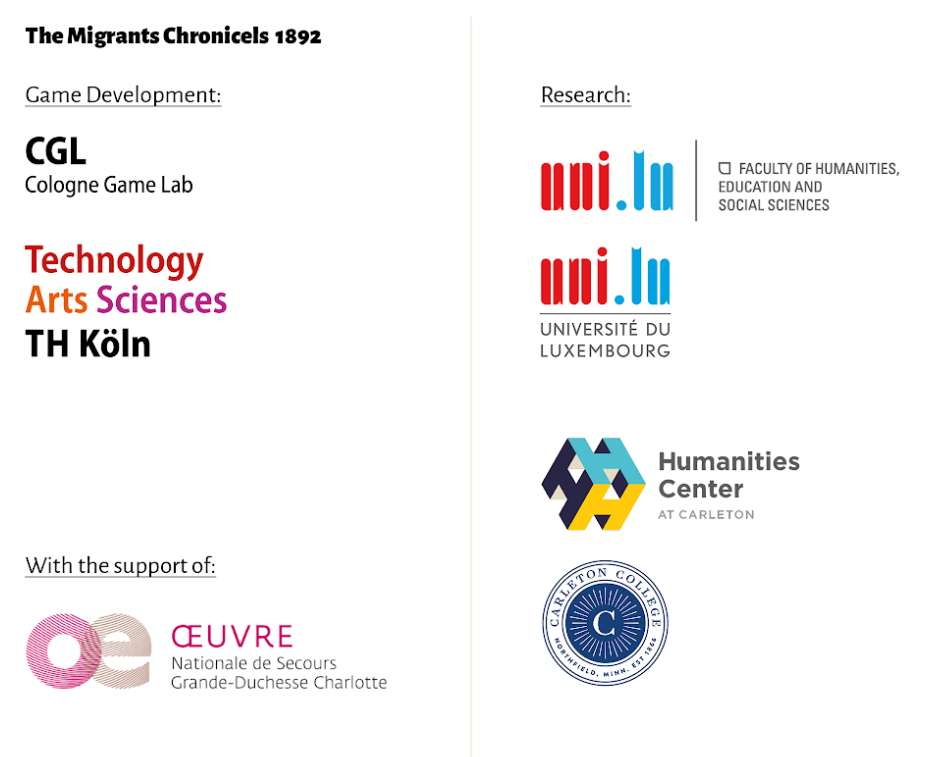 The Migrants Chronicels 1892
Game Development:
CGL
Cologne Game Lab
Technology
Arts Sciences
TH Köln
With the support of:
oe
ŒUVRE
Nationale de Secours
Grande-Duchesse Charlotte
Research:
uni.lu
FACULTY OF HUMANITIES,
EDUCATION AND
SOCIAL SCIENCES
uni.lu
UNIVERSITÉ DU
LUXEMBOURG
Humanities
Center
AT CARLETON
CARLETON COLLEGE
C
NORTHFIELD, MINN. EST 1866